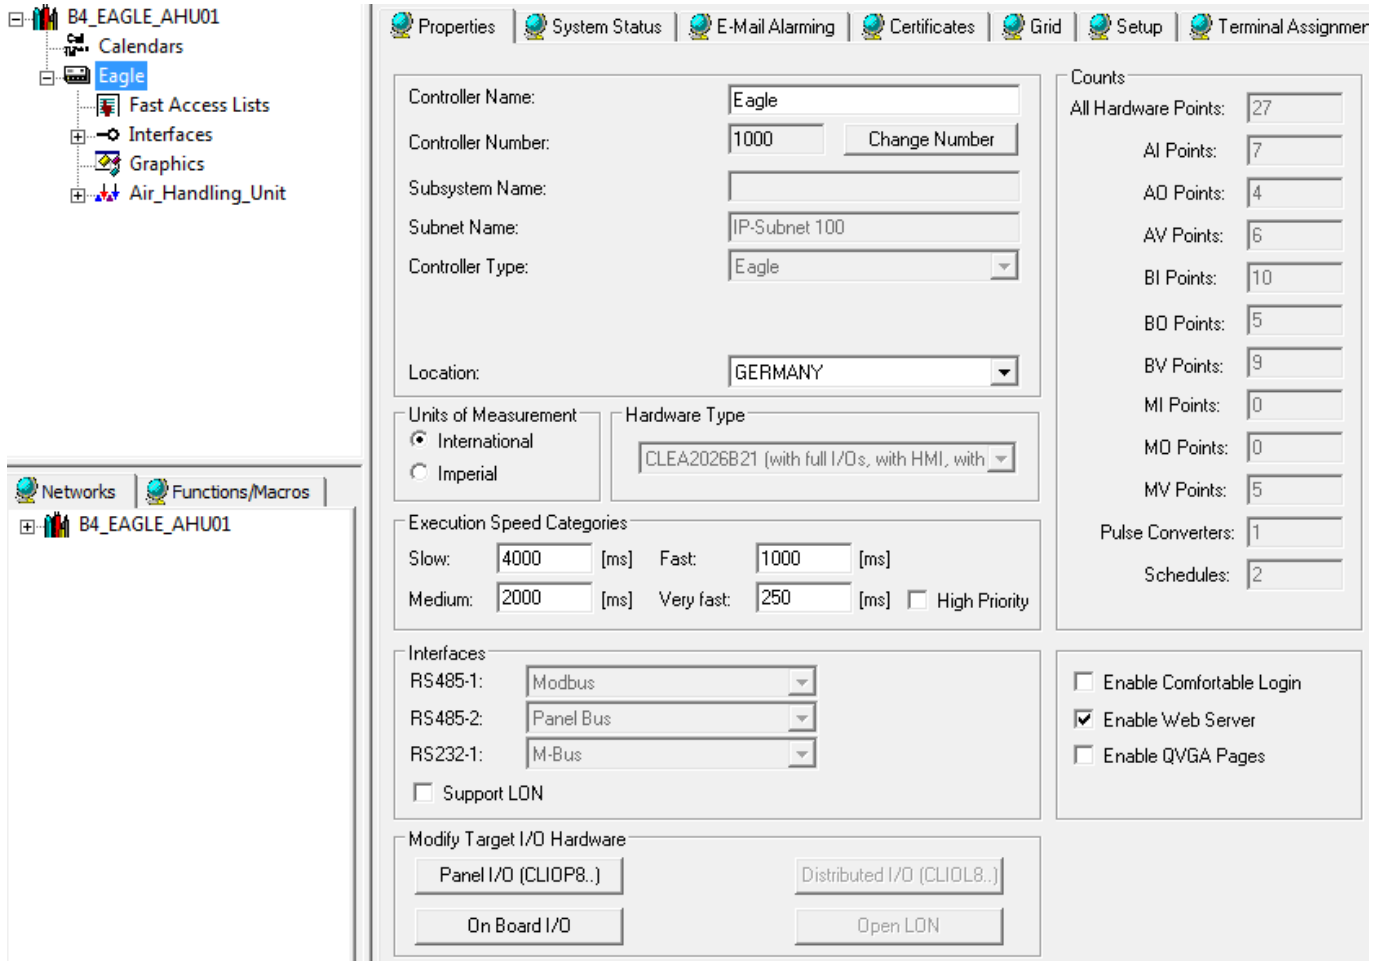 B4_EAGLE_AHU01
Calendars
Eagle
Fast Access Lists
Interfaces
Graphics
Air_Handling_Unit
Networks
Functions/Macros
B4_EAGLE_AHU01
Properties
System Status
E-Mail Alarming
Certificates
Grid
Setup
Terminal Assignmer
Controller Name: Eagle
Controller Number: 1000 Change Number
Subsystem Name:
Subnet Name: IP-Subnet 100
Controller Type: Eagle
Location: GERMANY
Units of Measurement
International
Imperial
Hardware Type
CLEA2026B21 (with full I/Os, with HMI, with
Execution Speed Categories
Slow: 4000 [ms] Fast: 1000 [ms]
Medium: 2000 [ms] Very fast: 250 [ms] High Priority
Interfaces
RS485-1: Modbus
RS485-2: Panel Bus
RS232-1: M-Bus
Support LON
Modify Target I/O Hardware
Panel I/O (CLIOP8..) Distributed I/O (CLIOL8..)
On Board I/O Open LON
Counts
All Hardware Points: 27
AI Points: 7
AO Points: 4
AV Points: 6
BI Points: 10
BO Points: 5
BV Points: 9
MI Points: 0
MO Points: 0
MV Points: 5
Pulse Converters: 1
Schedules: 2
Enable Comfortable Login
Enable Web Server
Enable QVGA Pages